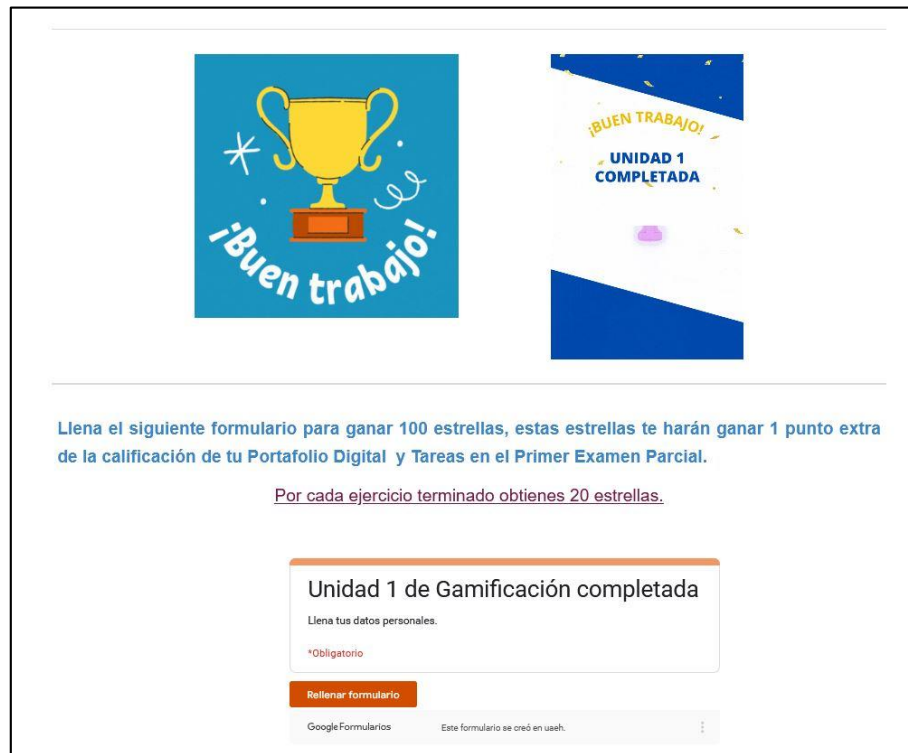 ¡Buen trabajo!
¡BUEN TRABAJO!
UNIDAD 1
COMPLETADA
Llena el siguiente formulario para ganar 100 estrellas, estas estrellas te harán ganar 1 punto extra
de la calificación de tu Portafolio Digital y Tareas en el Primer Examen Parcial.
Por cada ejercicio terminado obtienes 20 estrellas.
Unidad 1 de Gamificación completada
Llena tus datos personales.
*Obligatorio
Rellenar formulario
Google Formularios
Este formulario se creó en uaeh.